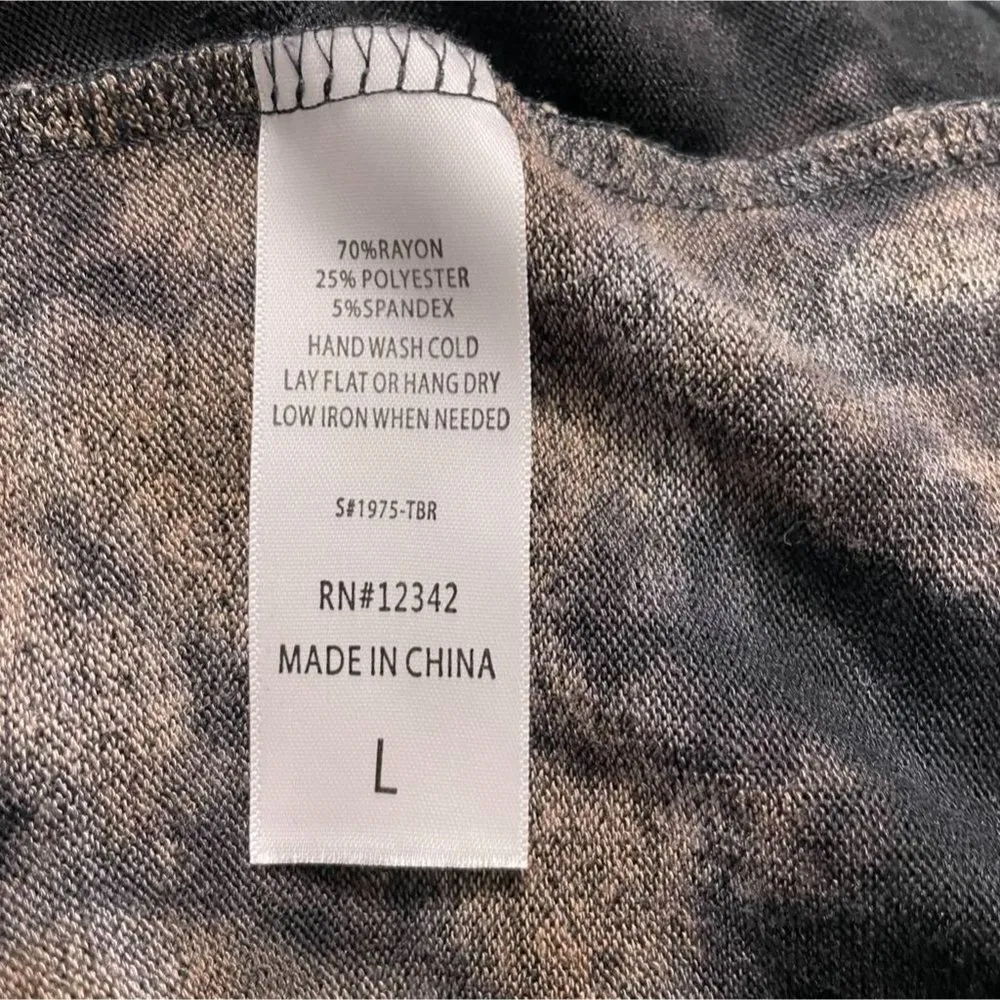 70%RAYON
25% POLYESTER
5%SPANDEX
HAND WASH COLD
LAY FLAT OR HANG DRY
LOW IRON WHEN NEEDED
S#1975-TBR
RN#12342
MADE IN CHINA
L